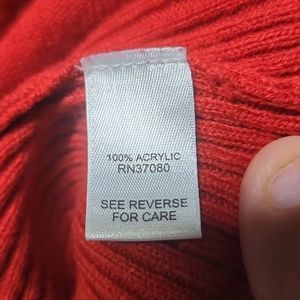 100% ACRYLIC
RN37080
SEE REVERSE
FOR CARE